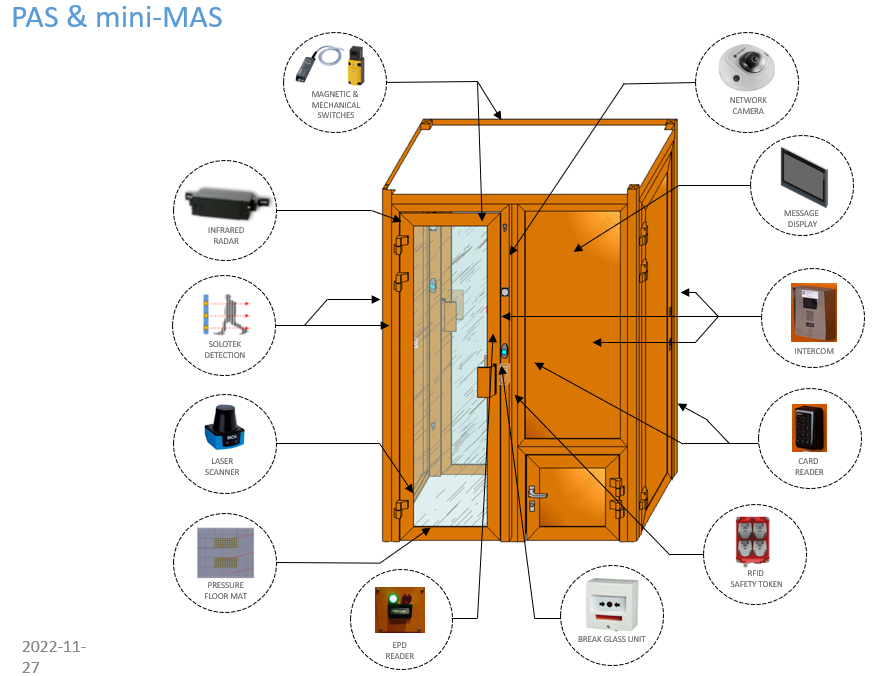 PAS & mini-MAS
MAGNETIC &
MECHANICAL
SWITCHES
NETWORK
CAMERA
MESSAGE
DISPLAY
INFRARED
RADAR
SOLOTEK
DETECTION
INTERCOM
LASER
SCANNER
SICK
CARD
READER
PRESSURE
FLOOR MAT
RFID
SAFETY TOKEN
EPD
READER
BREAK GLASS UNIT
2022-11-
27